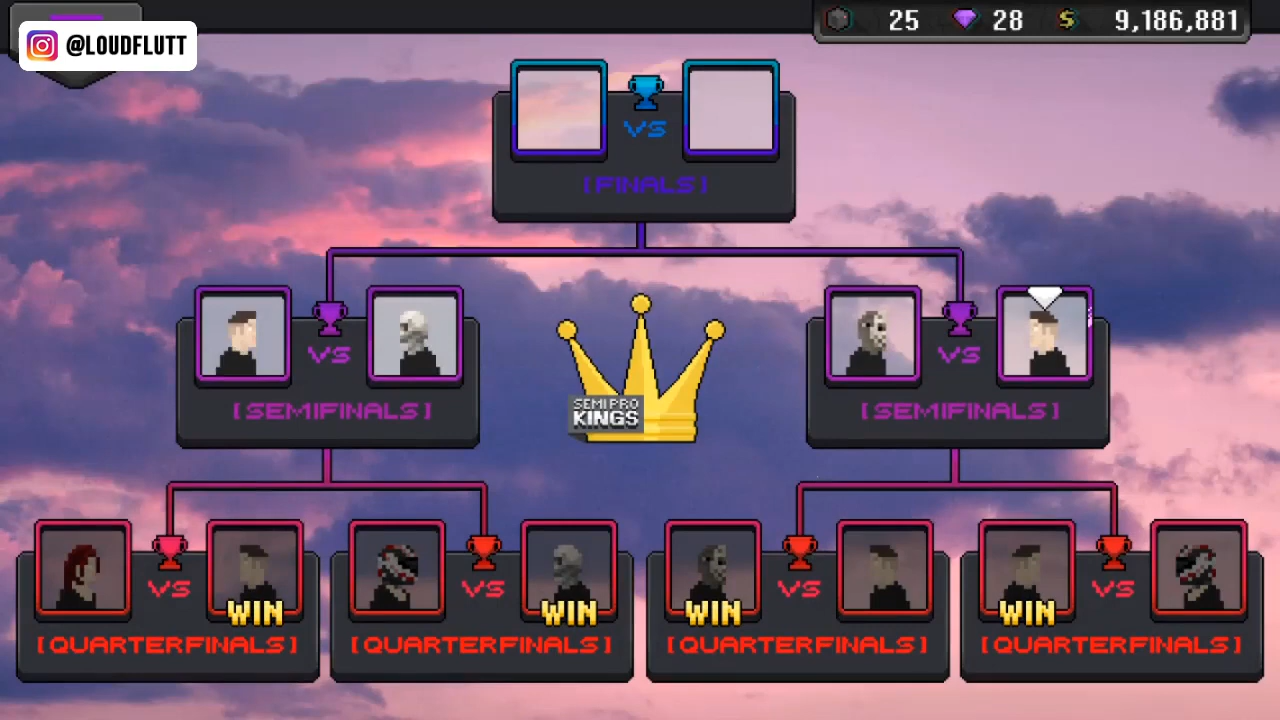 @LOUDFLUTT
25 28 9,186,881
VS
[FINALS]
VS
[SEMIFINALS]
VS
[SEMIFINALS]
SEMI PRO
KINGS
VS
WIN
[QUARTERFINALS]
VS
WIN
[QUARTERFINALS]
VS
WIN
[QUARTERFINALS]
VS
WIN
[QUARTERFINALS]